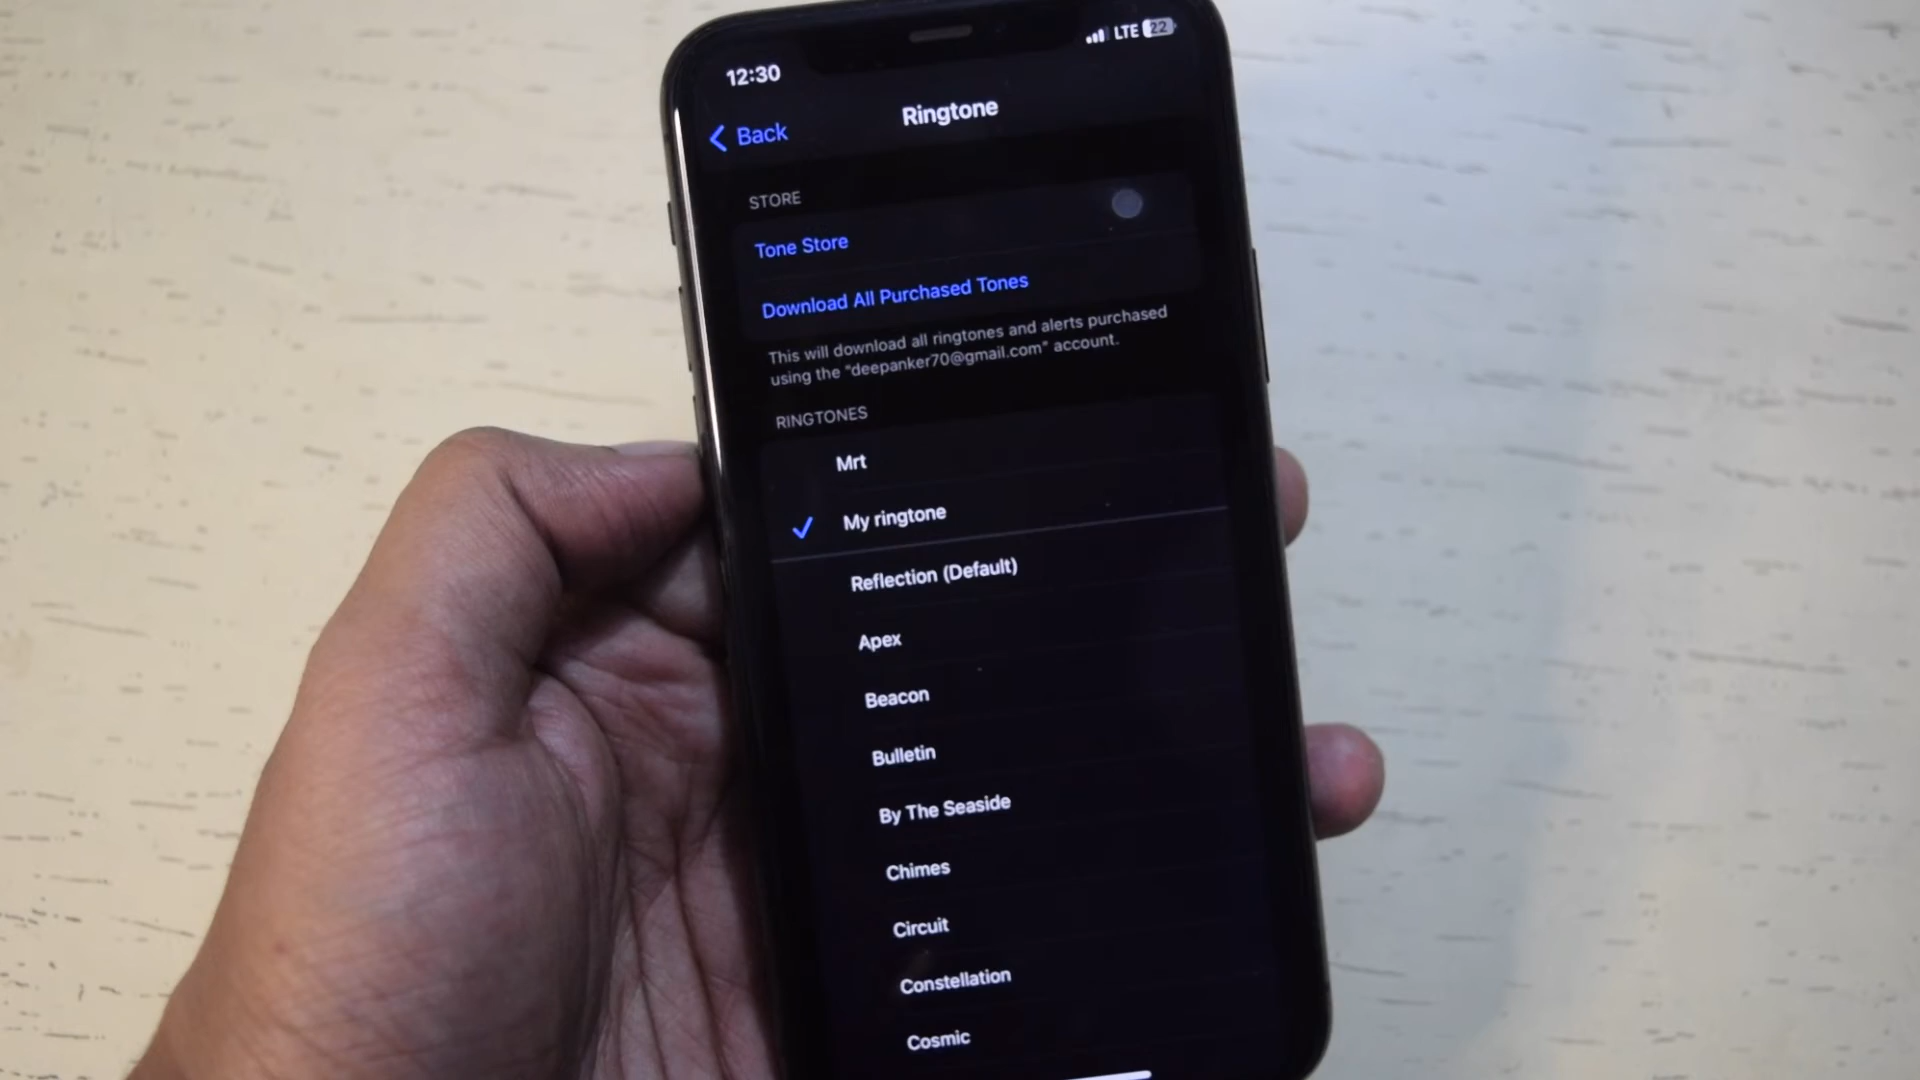 12:30
LTE 22
Back
Ringtone
STORE
Tone Store
Download All Purchased Tones
This will download all ringtones and alerts purchased
using the "deepanker70@gmail.com" account.
RINGTONES
Mrt
My ringtone
Reflection (Default)
Apex
Beacon
Bulletin
By The Seaside
Chimes
Circuit
Constellation
Cosmic